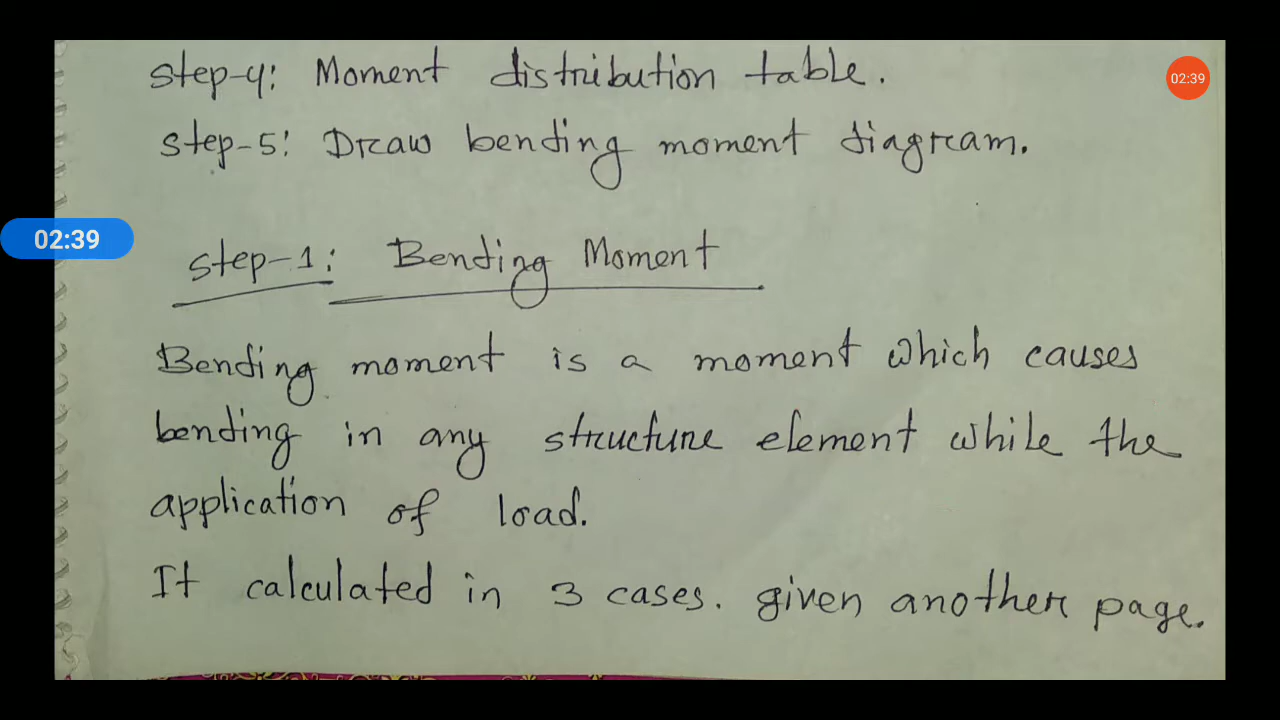 step-4: Moment distribution table.
02:39
step-5: Draw bending moment diagram.
02:39
step-1: Bending Moment
Bending moment is a moment which causes
bending in any structure element while the
application of load.
It calculated in 3 cases. given another page.